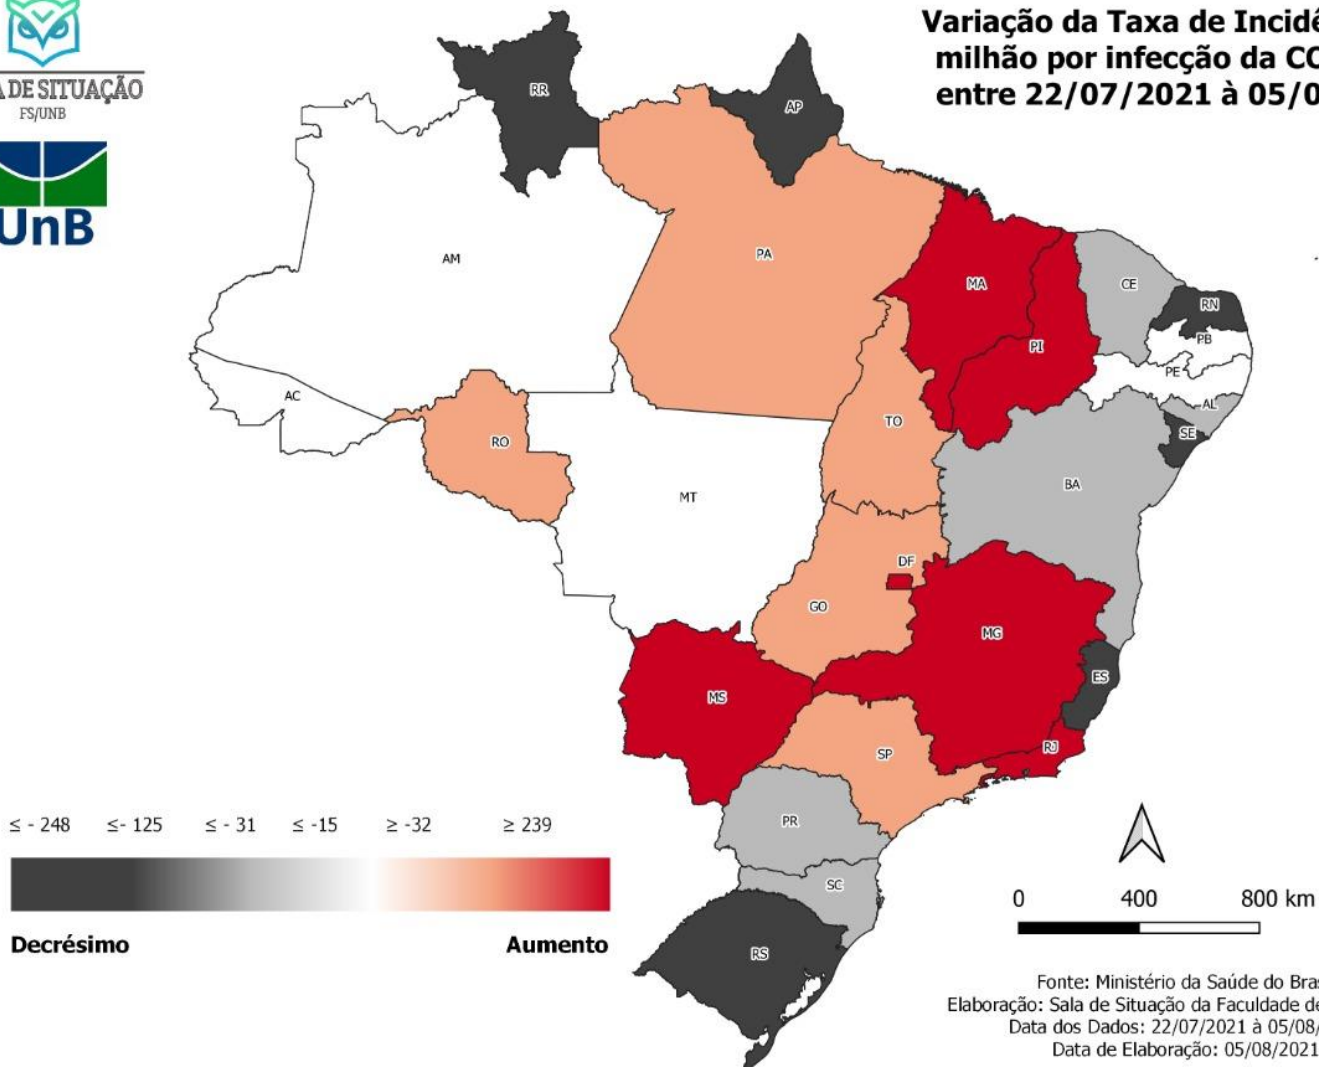 A DE SITUAÇÃO
FS/UNB
UnB
Variação da Taxa de Incidê
milhão por infecção da CO
entre 22/07/2021 à 05/0
RR
AP
AM
PA
MA
CE
RN
PI
PB
PE
AC
AL
TO
SE
RO
BA
MT
DF
GO
MG
ES
MS
RJ
SP
PR
SC
RS
≤ - 248 ≤- 125 ≤ - 31 ≤ -15 ≥ -32 ≥ 239
Decréscimo Aumento
0 400 800 km
Fonte: Ministério da Saúde do Bras
Elaboração: Sala de Situação da Faculdade de
Data dos Dados: 22/07/2021 à 05/08/
Data de Elaboração: 05/08/2021